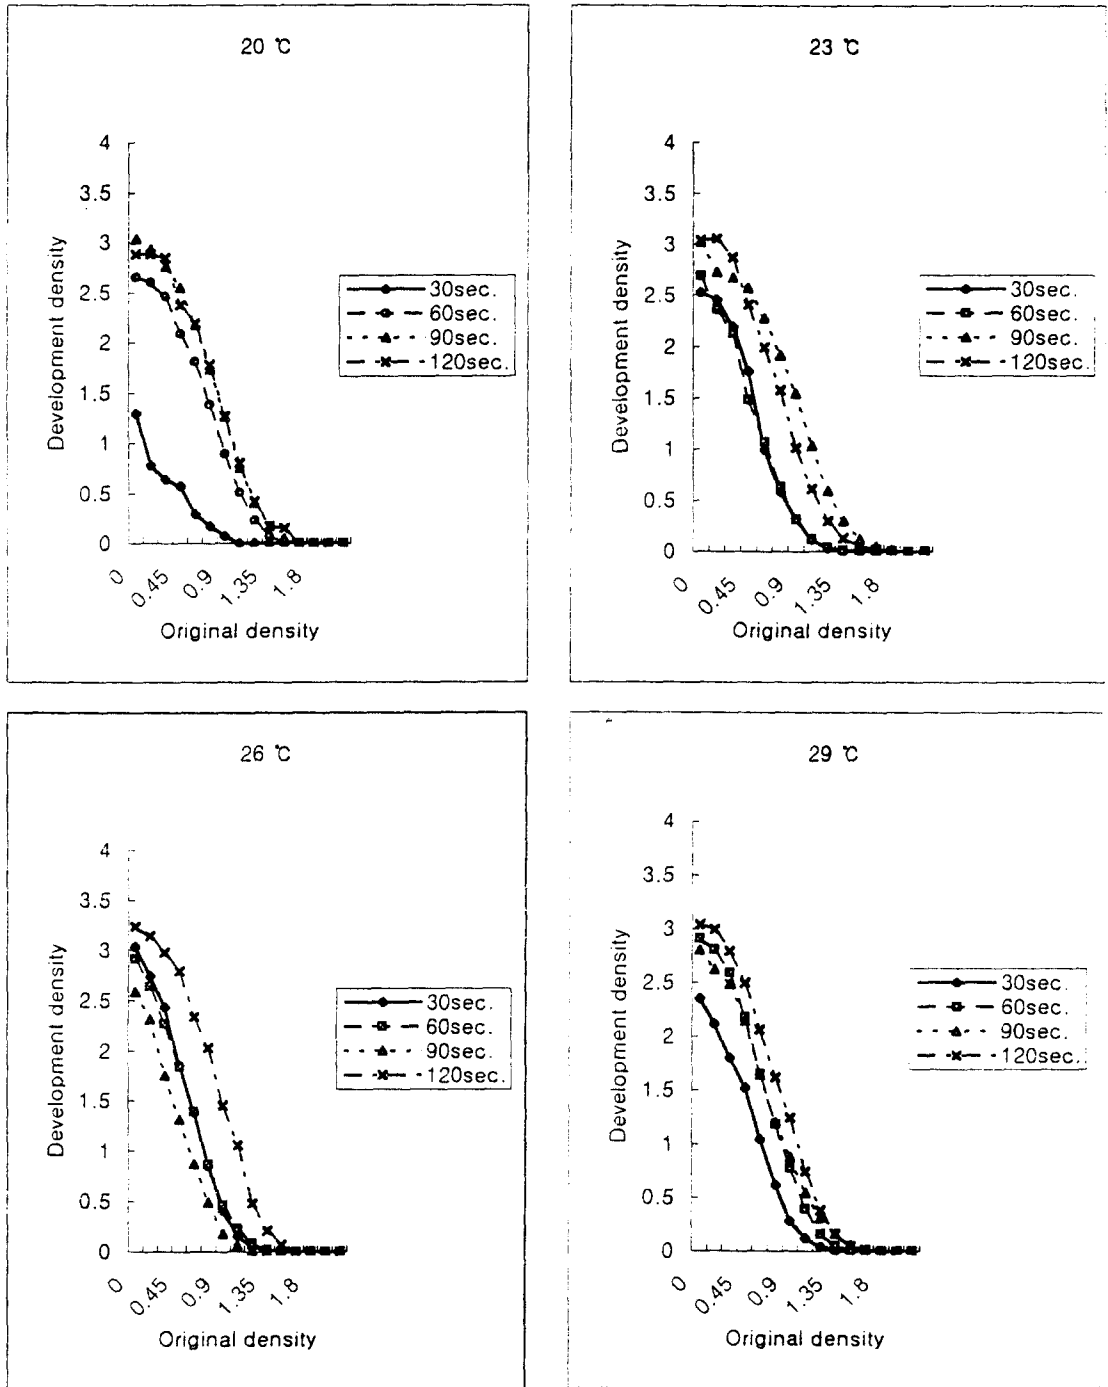 20 ℃
4
3.5
3
2.5
2
1.5
1
0.5
0
Development density
0 0.45 0.9 1.35 1.8
Original density
30sec.
60sec.
90sec.
120sec.
23 ℃
4
3.5
3
2.5
2
1.5
1
0.5
0
Development density
0 0.45 0.9 1.35 1.8
Original density
30sec.
60sec.
90sec.
120sec.
26 ℃
4
3.5
3
2.5
2
1.5
1
0.5
0
Development density
0 0.45 0.9 1.35 1.8
Original density
30sec.
60sec.
90sec.
120sec.
29 ℃
4
3.5
3
2.5
2
1.5
1
0.5
0
Development density
0 0.45 0.9 1.35 1.8
Original density
30sec.
60sec.
90sec.
120sec.